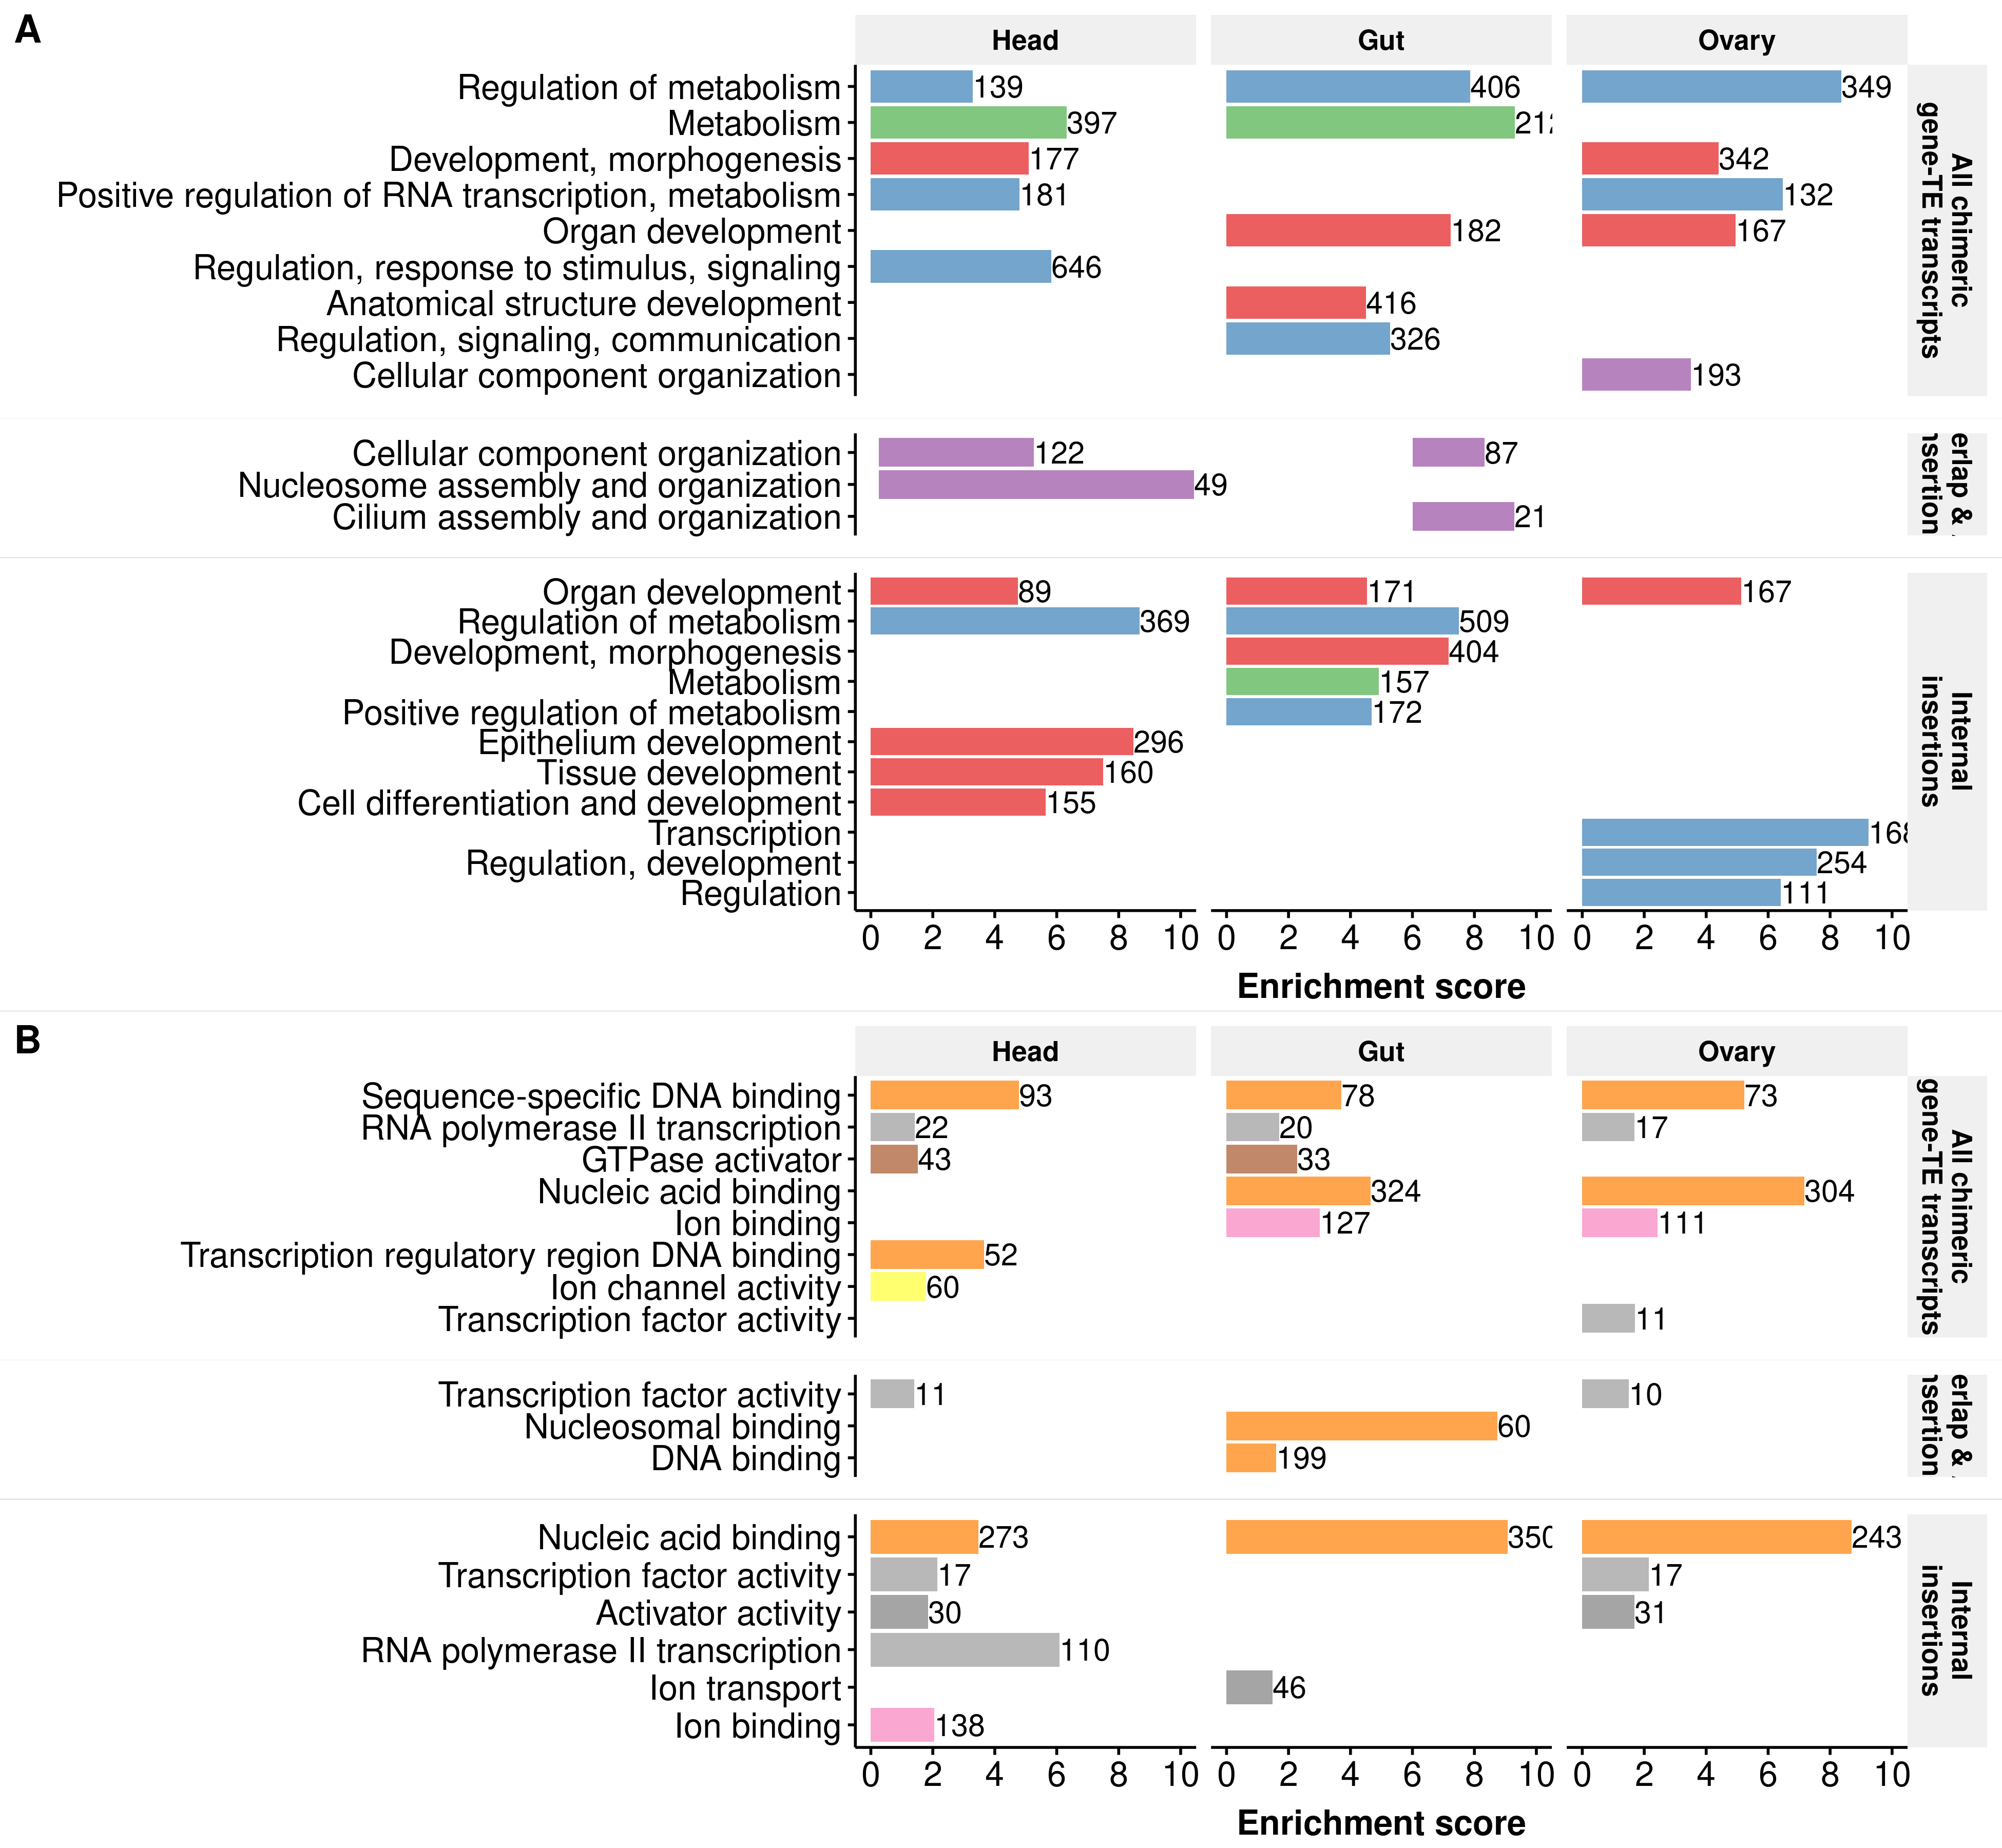 A
Head Gut Ovary
Regulation of metabolism 139 406 349
Metabolism 397
Development, morphogenesis 177 342
Positive regulation of RNA transcription, metabolism 181 132
Organ development 182 167
Regulation, response to stimulus, signaling 646
Anatomical structure development 416
Regulation, signaling, communication 326
Cellular component organization 193
All chimeric
gene-TE transcripts
Cellular component organization 122 87
Nucleosome assembly and organization 49
Cilium assembly and organization 21
erlap &
nsertion
Organ development 89 171 167
Regulation of metabolism 369 509
Development, morphogenesis 404
Metabolism 157
Positive regulation of metabolism 172
Epithelium development 296
Tissue development 160
Cell differentiation and development 155
Transcription 168
Regulation, development 254
Regulation 111
Internal
insertions
0 2 4 6 8 10 0 2 4 6 8 10 0 2 4 6 8 10
Enrichment score
B
Head Gut Ovary
Sequence-specific DNA binding 93 78 73
RNA polymerase II transcription 22 20 17
GTPase activator 43 33
Nucleic acid binding 324 304
Ion binding 127 111
Transcription regulatory region DNA binding 52
Ion channel activity 60
Transcription factor activity 11
All chimeric
gene-TE transcripts
Transcription factor activity 11 10
Nucleosomal binding 60
DNA binding 199
erlap &
nsertion
Nucleic acid binding 273 350 243
Transcription factor activity 17 17
Activator activity 30 31
RNA polymerase II transcription 110
Ion transport 46
Ion binding 138
Internal
insertions
0 2 4 6 8 10 0 2 4 6 8 10 0 2 4 6 8 10
Enrichment score